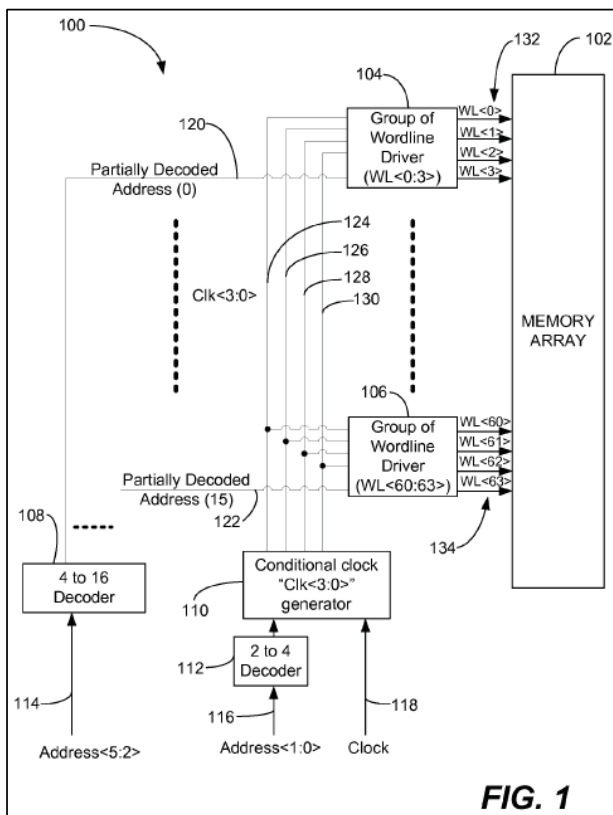 100
132
102
104
WL<0>
WL<1>
WL<2>
WL<3>
Group of
Wordline
Driver
(WL<0:3>)
120
Partially Decoded
Address (0)
124
126
128
130
Clk<3:0>
MEMORY
ARRAY
106
WL<60>
WL<61>
WL<62>
WL<63>
Group of
Wordline
Driver
(WL<60:63>)
Partially Decoded
Address (15)
122
134
108
4 to 16
Decoder
110
Conditional clock
"Clk<3:0>"
generator
112
2 to 4
Decoder
114
116
118
Address<5:2>
Address<1:0>
Clock
FIG. 1